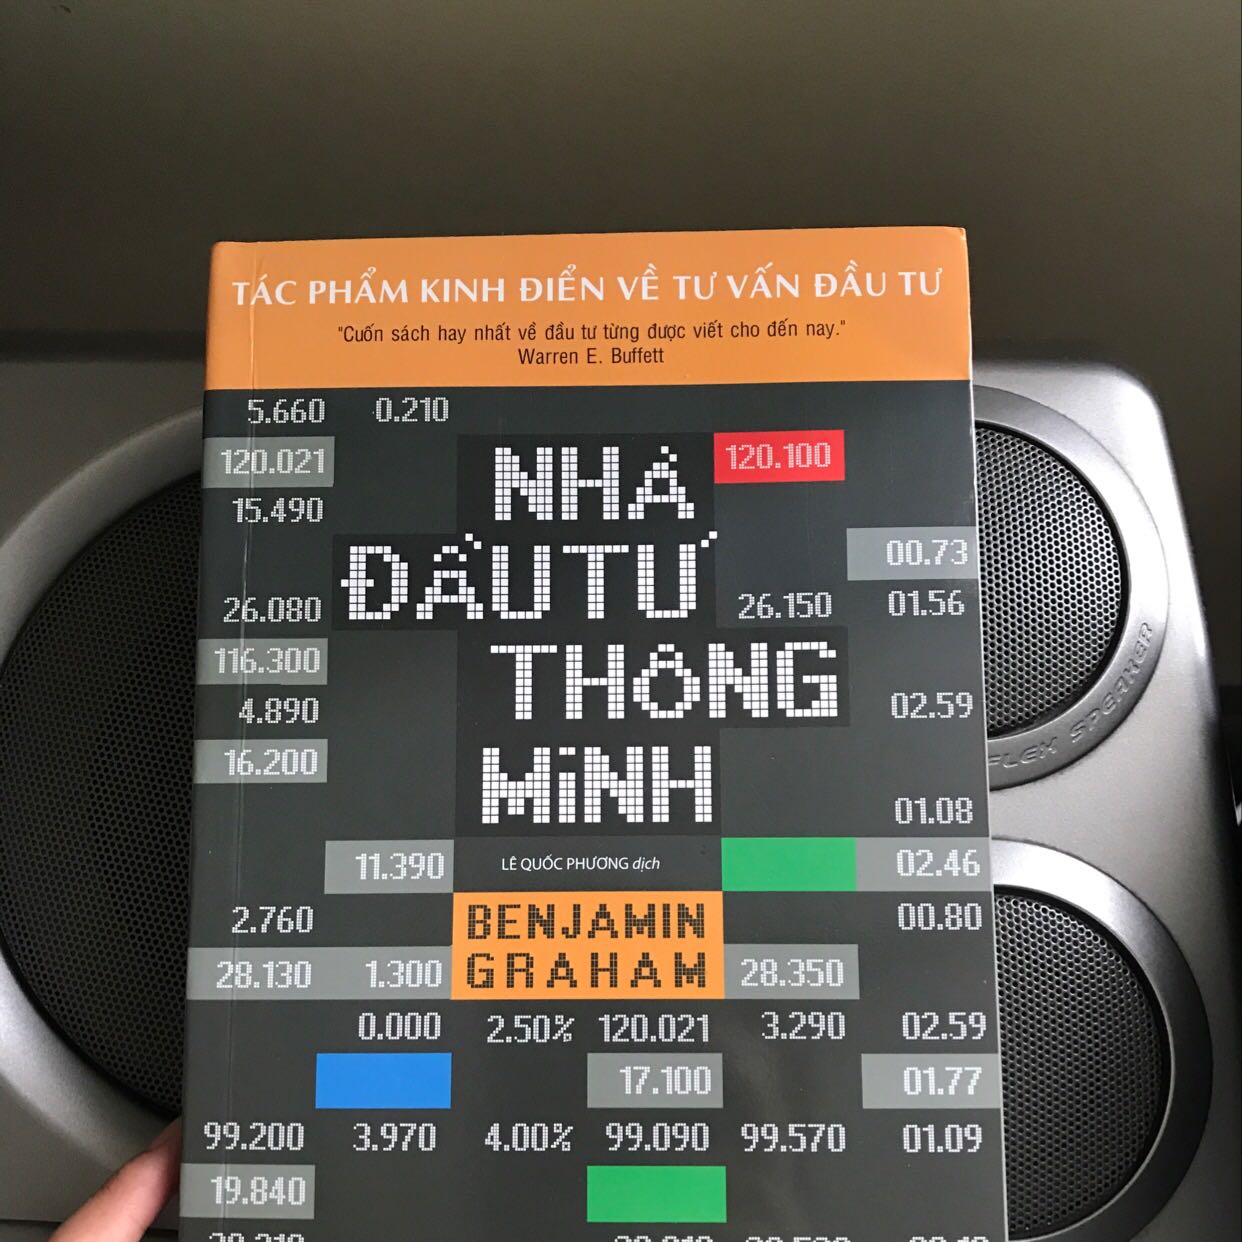 TÁC PHẨM KINH ĐIỂN VỀ TƯ VẤN ĐẦU TƯ
"Cuốn sách hay nhất về đầu tư từng được viết cho đến nay."
Warren E. Buffett
5.660 0.210
120.021 NHÀ 120.100
15.490
ĐẦU TƯ 00.73
26.080 26.150 01.56
116.300 THÔNG
4.890 02.59
16.200 MINH
01.08
11.390 LÊ QUỐC PHƯƠNG dịch 02.46
2.760 BENJAMIN 00.80
28.130 1.300 GRAHAM 28.350
0.000 2.50% 120.021 3.290 02.59
17.100 01.77
99.200 3.970 4.00% 99.090 99.570 01.09
19.840
FLEX SPEAKER